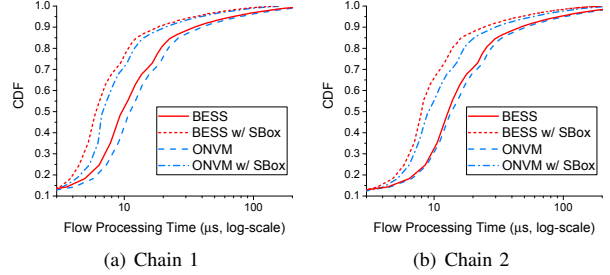 1.0
0.9
0.8
0.7
0.6
0.5
0.4
0.3
0.2
0.1
CDF
BESS
BESS w/ SBox
ONVM
ONVM w/ SBox
10
100
Flow Processing Time (μs, log-scale)
(a) Chain 1
1.0
0.9
0.8
0.7
0.6
0.5
0.4
0.3
0.2
0.1
CDF
BESS
BESS w/ SBox
ONVM
ONVM w/ SBox
10
100
Flow Processing Time (μs, log-scale)
(b) Chain 2